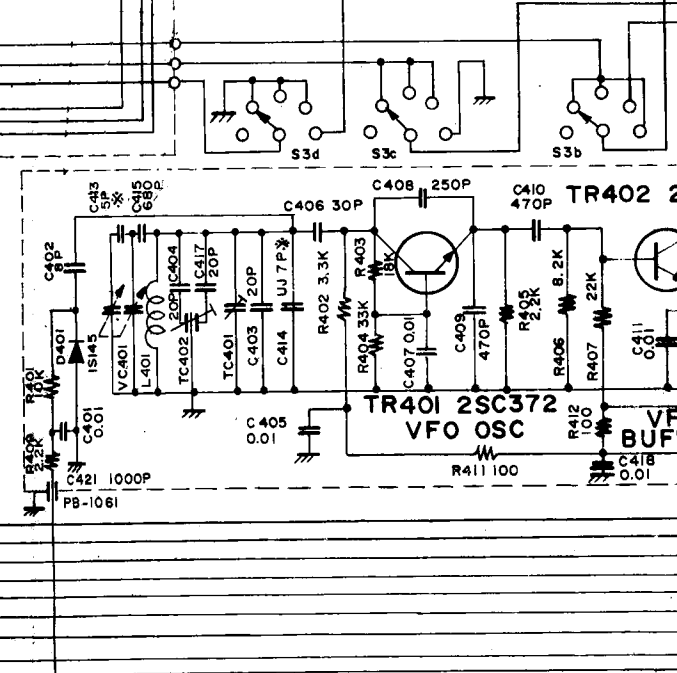 S3d
S3c
S3b
C413
5P※
C415
68P
C406 30P
C408 250P
C410
470P
TR402 2
C402
8P
C404
20P
C417
20P
20P
C403
UJ 7P※
C414
R402 3.3K
R403
18K
R404 33K
C407 0.01
C409
470P
R405
2.2K
8.2K
R406
22K
R407
C411
0.01
D401
1S145
VC401
L401
TC402
TC401
R401
10K
C401
0.01
2.2K
C405
0.01
TR401 2SC372
VFO OSC
R412
100
VF
BUF
R411 100
C418
0.01
C421 1000P
PB-1061